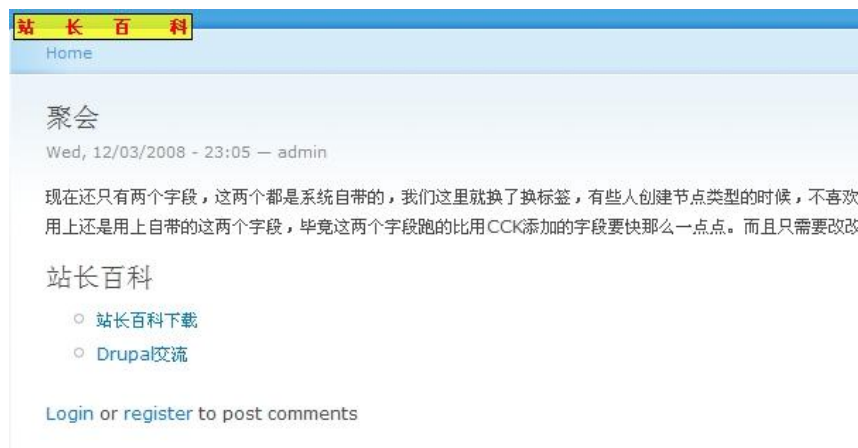 站 长 百 科
Home
聚会
Wed, 12/03/2008 - 23:05 — admin
现在还只有两个字段，这两个都是系统自带的，我们这里就换了换标签，有些人创建节点类型的时候，不喜欢
用上还是用上自带的这两个字段，毕竟这两个字段跑的比用CCK添加的字段要快那么一点点。而且只需要改改
站长百科
站长百科下载
Drupal交流
Login or register to post comments